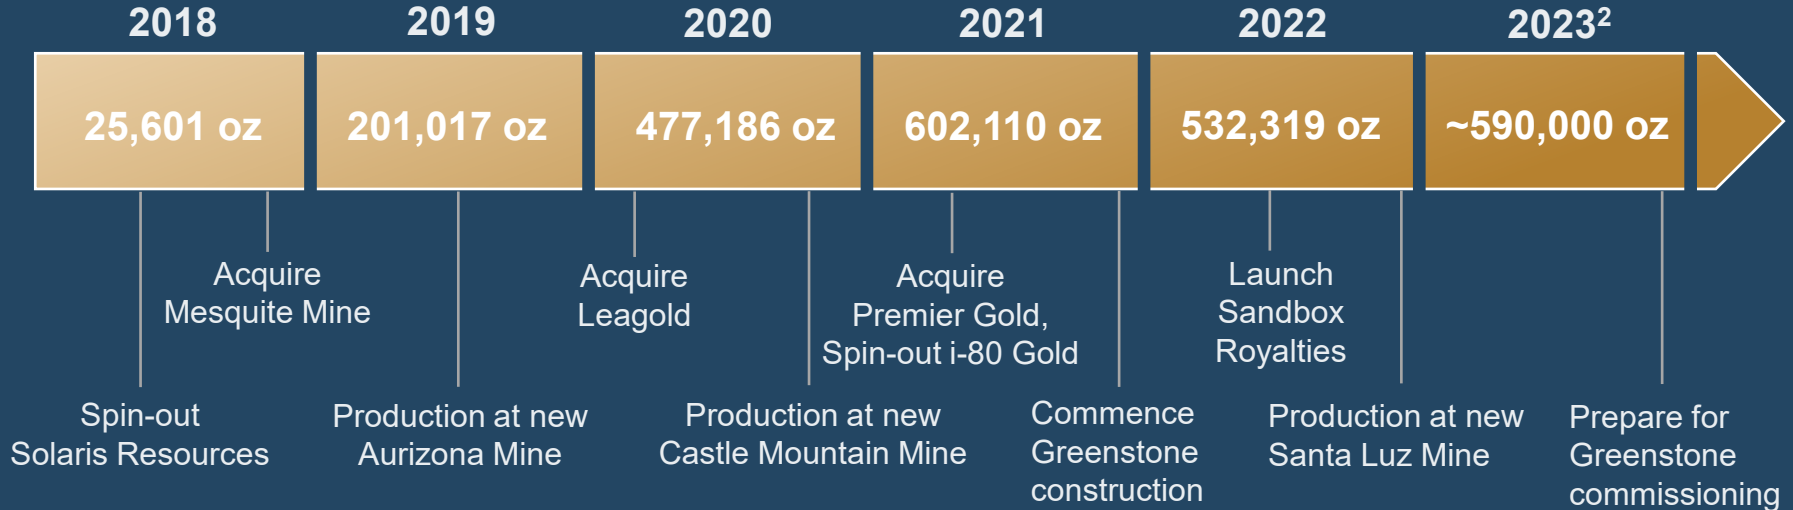 2018
2019
2020
2021
2022
2023²
25,601 oz
201,017 oz
477,186 oz
602,110 oz
532,319 oz
~590,000 oz
Acquire
Mesquite Mine
Acquire
Leagold
Acquire
Premier Gold,
Spin-out i-80 Gold
Launch
Sandbox
Royalties
Spin-out
Solaris Resources
Production at new
Aurizona Mine
Production at new
Castle Mountain Mine
Commence
Greenstone
construction
Production at new
Santa Luz Mine
Prepare for
Greenstone
commissioning